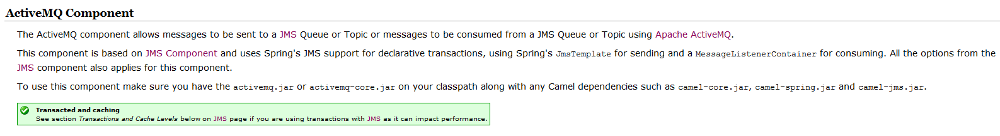 ActiveMQ Component
The ActiveMQ component allows messages to be sent to a JMS Queue or Topic or messages to be consumed from a JMS Queue or Topic using Apache ActiveMQ.
This component is based on JMS Component and uses Spring's JMS support for declarative transactions, using Spring's JmsTemplate for sending and a MessageListenerContainer for consuming. All the options from the
JMS component also applies for this component.
To use this component make sure you have the activemq.jar or activemq-core.jar on your classpath along with any Camel dependencies such as camel-core.jar, camel-spring.jar and camel-jms.jar.
Transacted and caching
See section Transactions and Cache Levels below on JMS page if you are using transactions with JMS as it can impact performance.